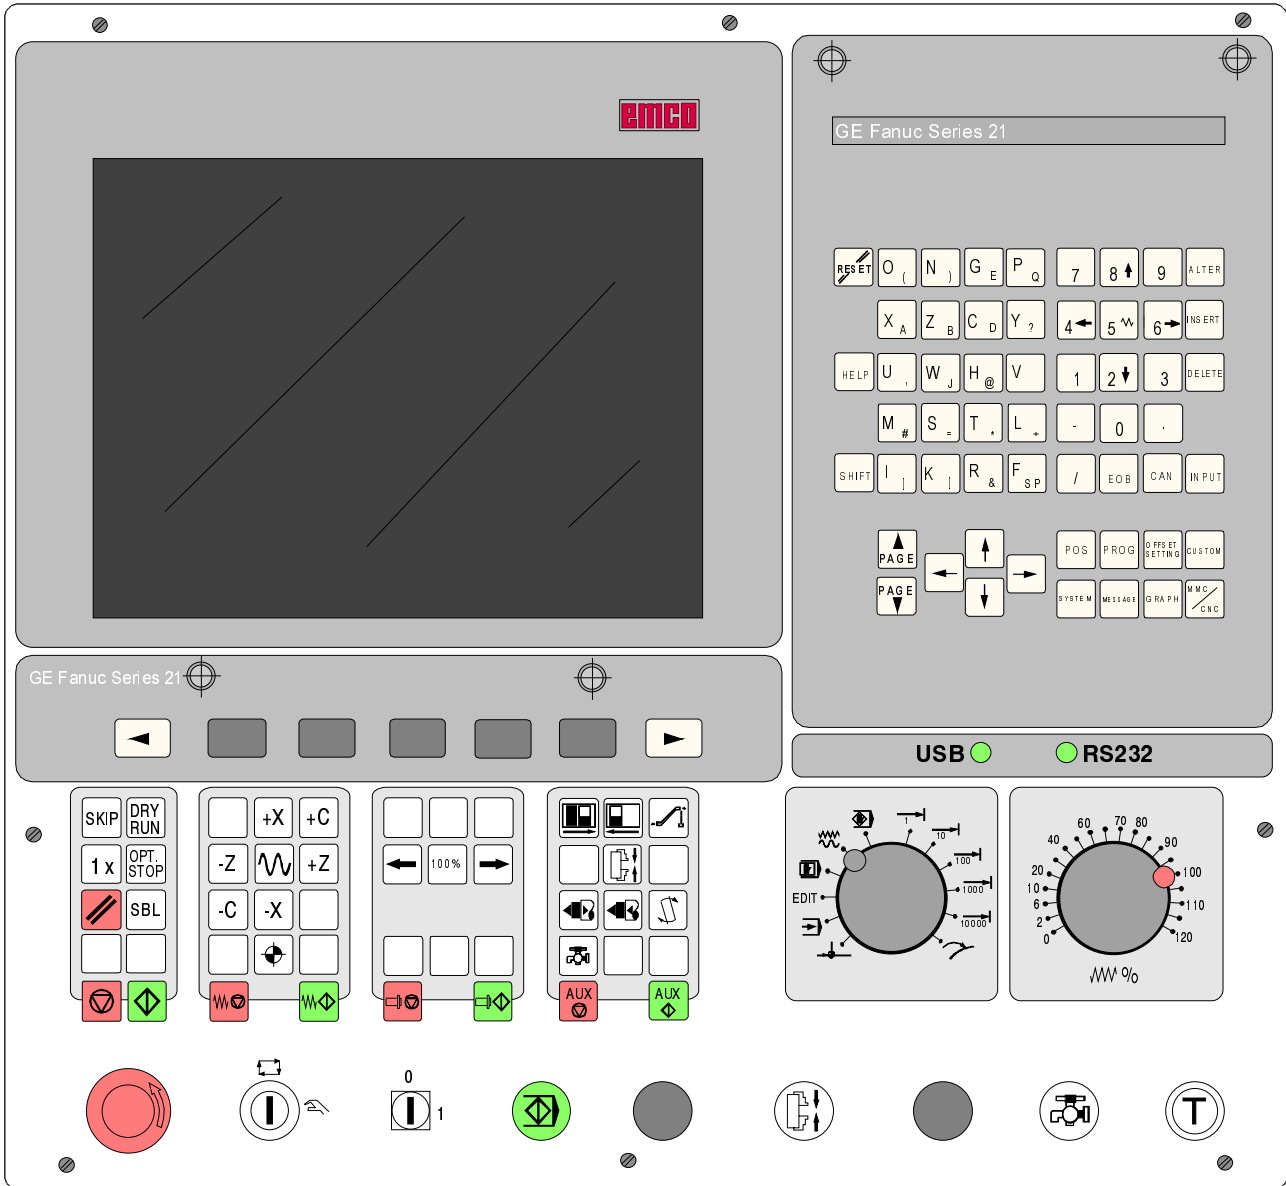 emco
GE Fanuc Series 21
RESET O ( N ) G E P Q 7 8 9 ALTER
X A Z B C D Y ? 4 5 6 INSERT
HELP U , W J H @ V 1 2 3 DELETE
M # S = T * L + - 0 .
SHIFT I [ K ] R & F SP / EOB CAN INPUT
PAGE POS PROG OFFSET SETTING CUSTOM
PAGE SYSTEM MESSAGE GRAPH MMC CNC
GE Fanuc Series 21
USB RS232
SKIP DRY RUN
1x OPT. STOP
SBL
+X +C
-Z +Z
-C -X
100%
AUX AUX
1
10
100
1000
10000
EDIT
0 2 6 10 20 40 60 70 80 90 100 110 120
%
0
1
T